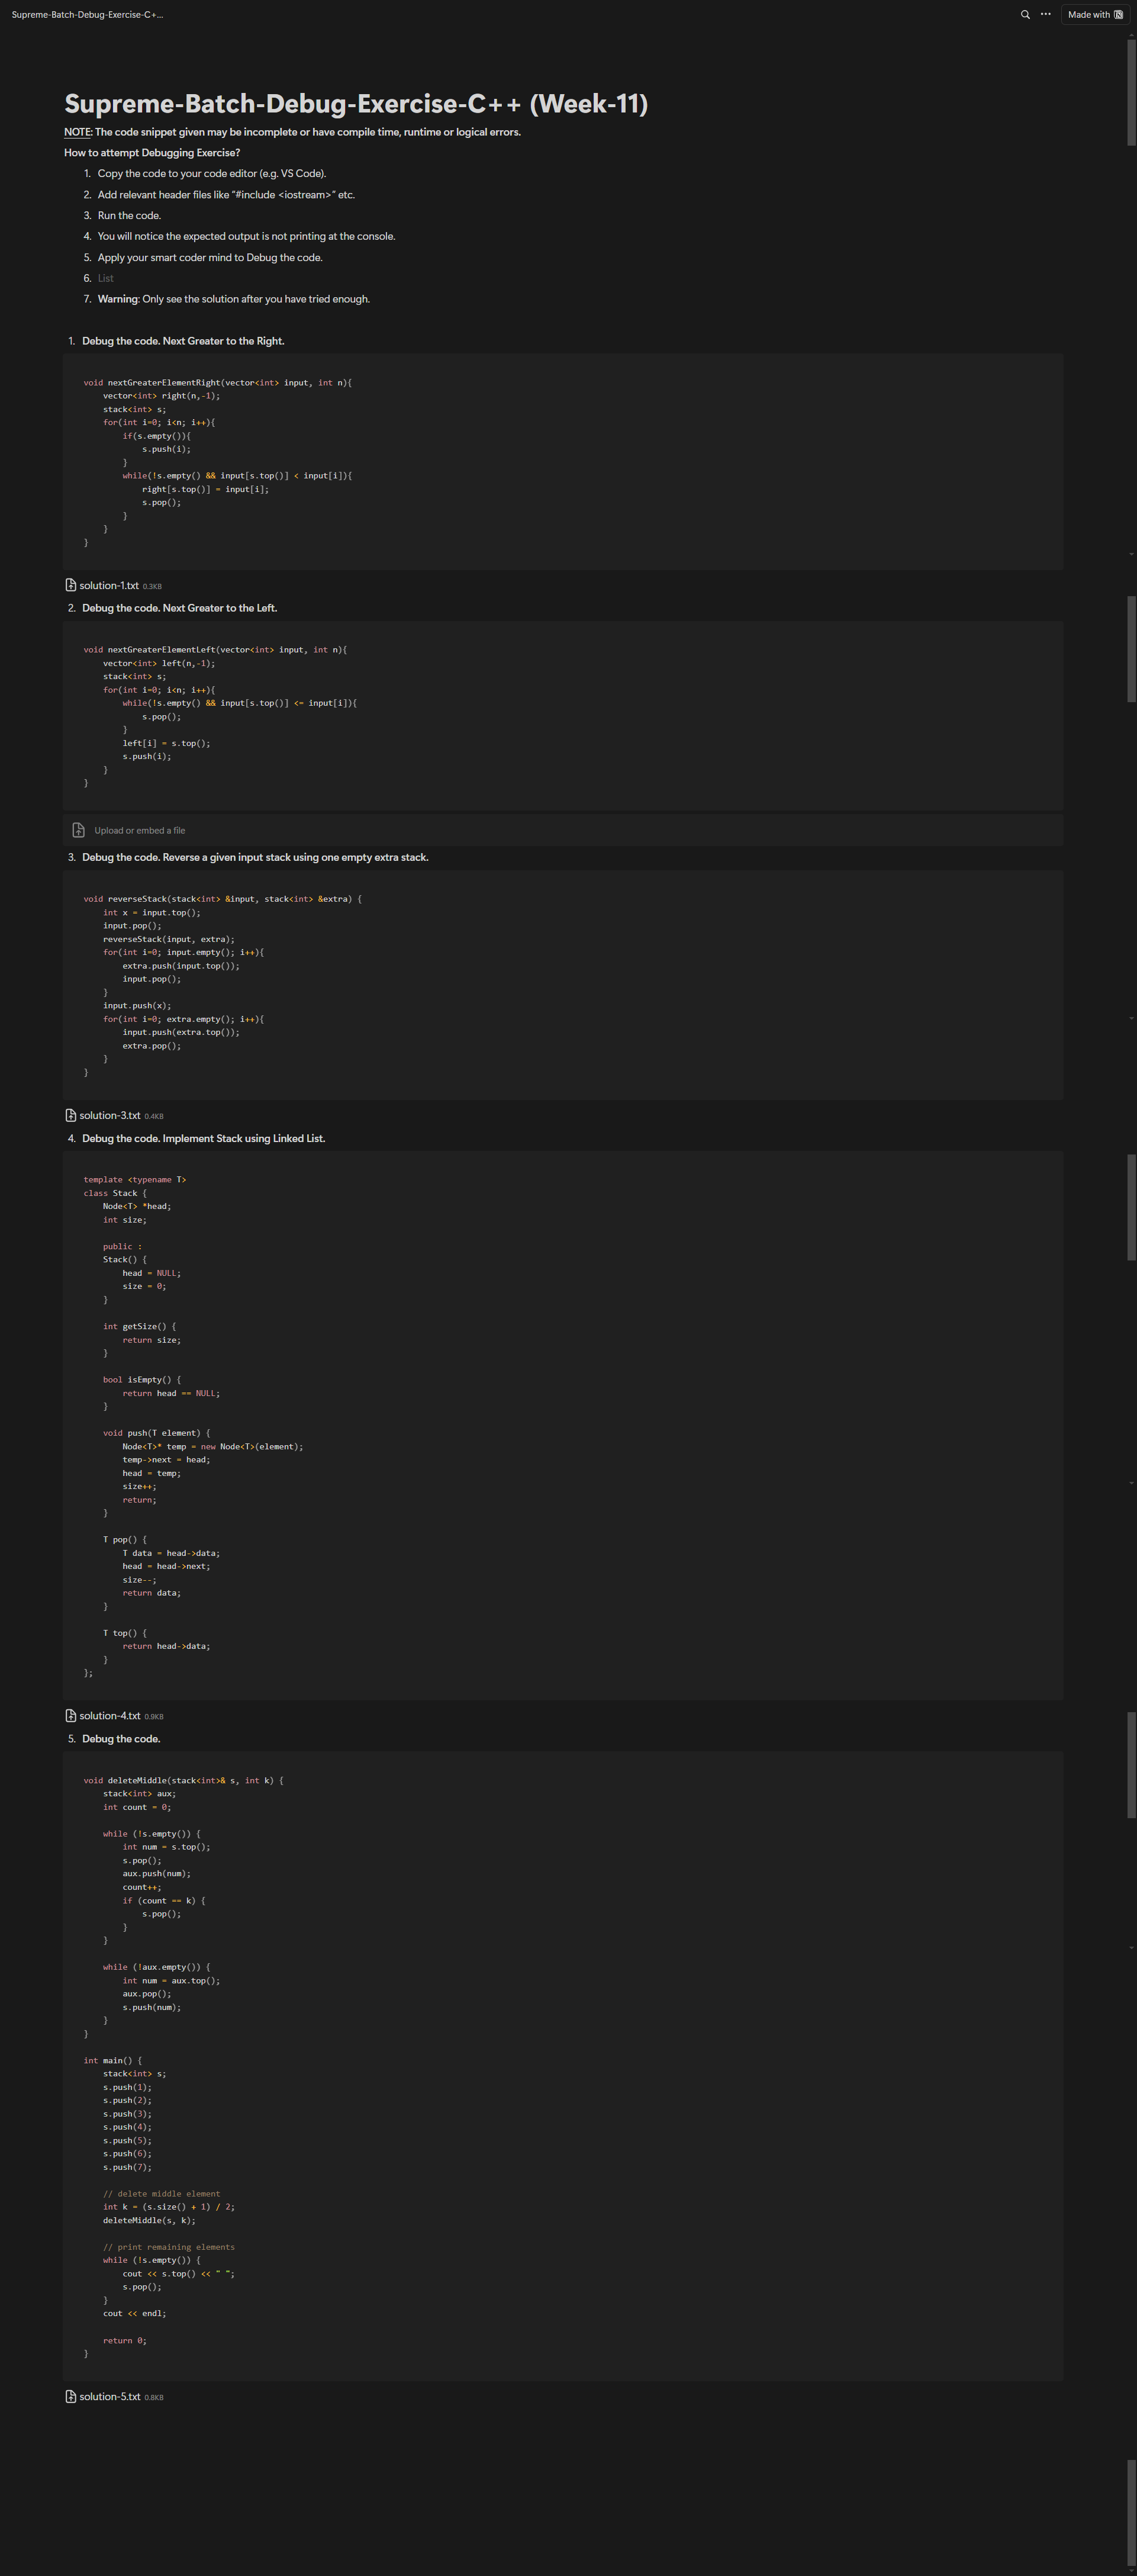 Supreme-Batch-Debug-Exercise-C+...
Made with
Supreme-Batch-Debug-Exercise-C++ (Week-11)
NOTE: The code snippet given may be incomplete or have compile time, runtime or logical errors.
How to attempt Debugging Exercise?
1. Copy the code to your code editor (e.g. VS Code).
2. Add relevant header files like “#include <iostream>” etc.
3. Run the code.
4. You will notice the expected output is not printing at the console.
5. Apply your smart coder mind to Debug the code.
6. List
7. Warning: Only see the solution after you have tried enough.
1. Debug the code. Next Greater to the Right.
void nextGreaterElementRight(vector<int> input, int n){
    vector<int> right(n,-1);
    stack<int> s;
    for(int i=0; i<n; i++){
        if(s.empty()){
            s.push(i);
        }
        while(!s.empty() && input[s.top()] < input[i]){
            right[s.top()] = input[i];
            s.pop();
        }
    }
}
solution-1.txt 0.3KB
2. Debug the code. Next Greater to the Left.
void nextGreaterElementLeft(vector<int> input, int n){
    vector<int> left(n,-1);
    stack<int> s;
    for(int i=0; i<n; i++){
        while(!s.empty() && input[s.top()] <= input[i]){
            s.pop();
        }
        left[i] = s.top();
        s.push(i);
    }
}
Upload or embed a file
3. Debug the code. Reverse a given input stack using one empty extra stack.
void reverseStack(stack<int> &input, stack<int> &extra) {
    int x = input.top();
    input.pop();
    reverseStack(input, extra);
    for(int i=0; input.empty(); i++){
        extra.push(input.top());
        input.pop();
    }
    input.push(x);
    for(int i=0; extra.empty(); i++){
        input.push(extra.top());
        extra.pop();
    }
}
solution-3.txt 0.4KB
4. Debug the code. Implement Stack using Linked List.
template <typename T>
class Stack {
    Node<T> *head;
    int size;
    public :
    Stack() {
        head = NULL;
        size = 0;
    }
    int getSize() {
        return size;
    }
    bool isEmpty() {
        return head == NULL;
    }
    void push(T element) {
        Node<T>* temp = new Node<T>(element);
        temp->next = head;
        head = temp;
        size++;
        return;
    }
    T pop() {
        T data = head->data;
        head = head->next;
        size--;
        return data;
    }
    T top() {
        return head->data;
    }
};
solution-4.txt 0.9KB
5. Debug the code.
void deleteMiddle(stack<int>& s, int k) {
    stack<int> aux;
    int count = 0;
    while (!s.empty()) {
        int num = s.top();
        s.pop();
        aux.push(num);
        count++;
        if (count == k) {
            s.pop();
        }
    }
    while (!aux.empty()) {
        int num = aux.top();
        aux.pop();
        s.push(num);
    }
}
int main() {
    stack<int> s;
    s.push(1);
    s.push(2);
    s.push(3);
    s.push(4);
    s.push(5);
    s.push(6);
    s.push(7);
    // delete middle element
    int k = (s.size() + 1) / 2;
    deleteMiddle(s, k);
    // print remaining elements
    while (!s.empty()) {
        cout << s.top() << " ";
        s.pop();
    }
    cout << endl;
    return 0;
}
solution-5.txt 0.8KB